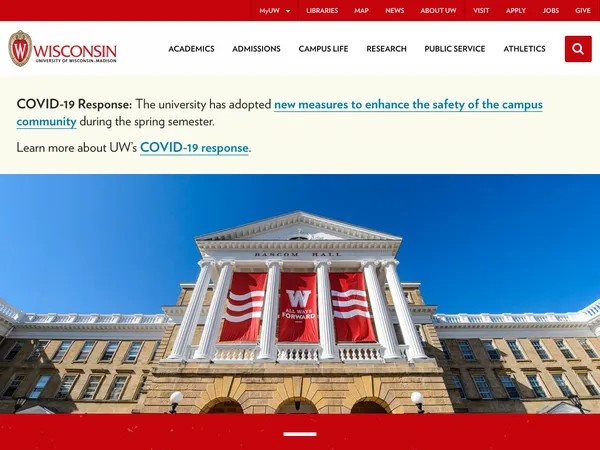 MyUW LIBRARIES MAP NEWS ABOUT UW VISIT APPLY JOBS GIVE
W WISCONSIN
UNIVERSITY OF WISCONSIN–MADISON
ACADEMICS ADMISSIONS CAMPUS LIFE RESEARCH PUBLIC SERVICE ATHLETICS
COVID-19 Response: The university has adopted new measures to enhance the safety of the campus
community during the spring semester.
Learn more about UW’s COVID-19 response.
BASCOM HALL
W
ALL WAYS
FORWARD